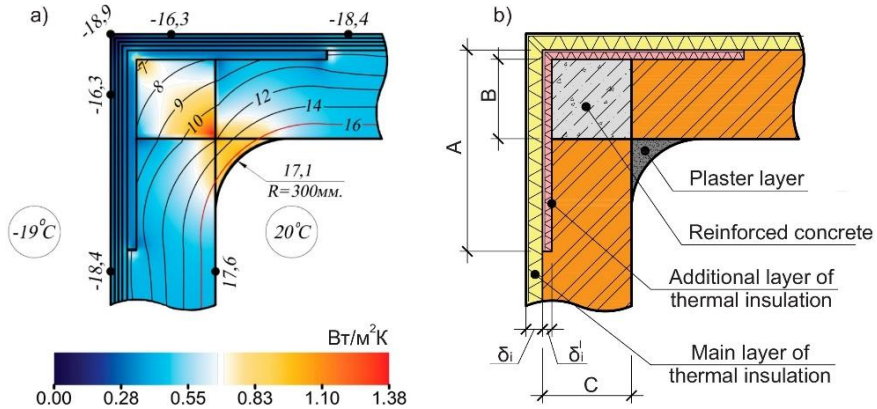 a)
-18,9
-16,3
-18,4
-16,3
7
8
9
10
12
14
16
17,1
R=300мм.
-19°C
20°C
-18,4
17,6
Вт/м²К
0.00 0.28 0.55 0.83 1.10 1.38
b)
A
B
Plaster layer
Reinforced concrete
Additional layer of
thermal insulation
Main layer of
thermal insulation
δi
δ'i
C